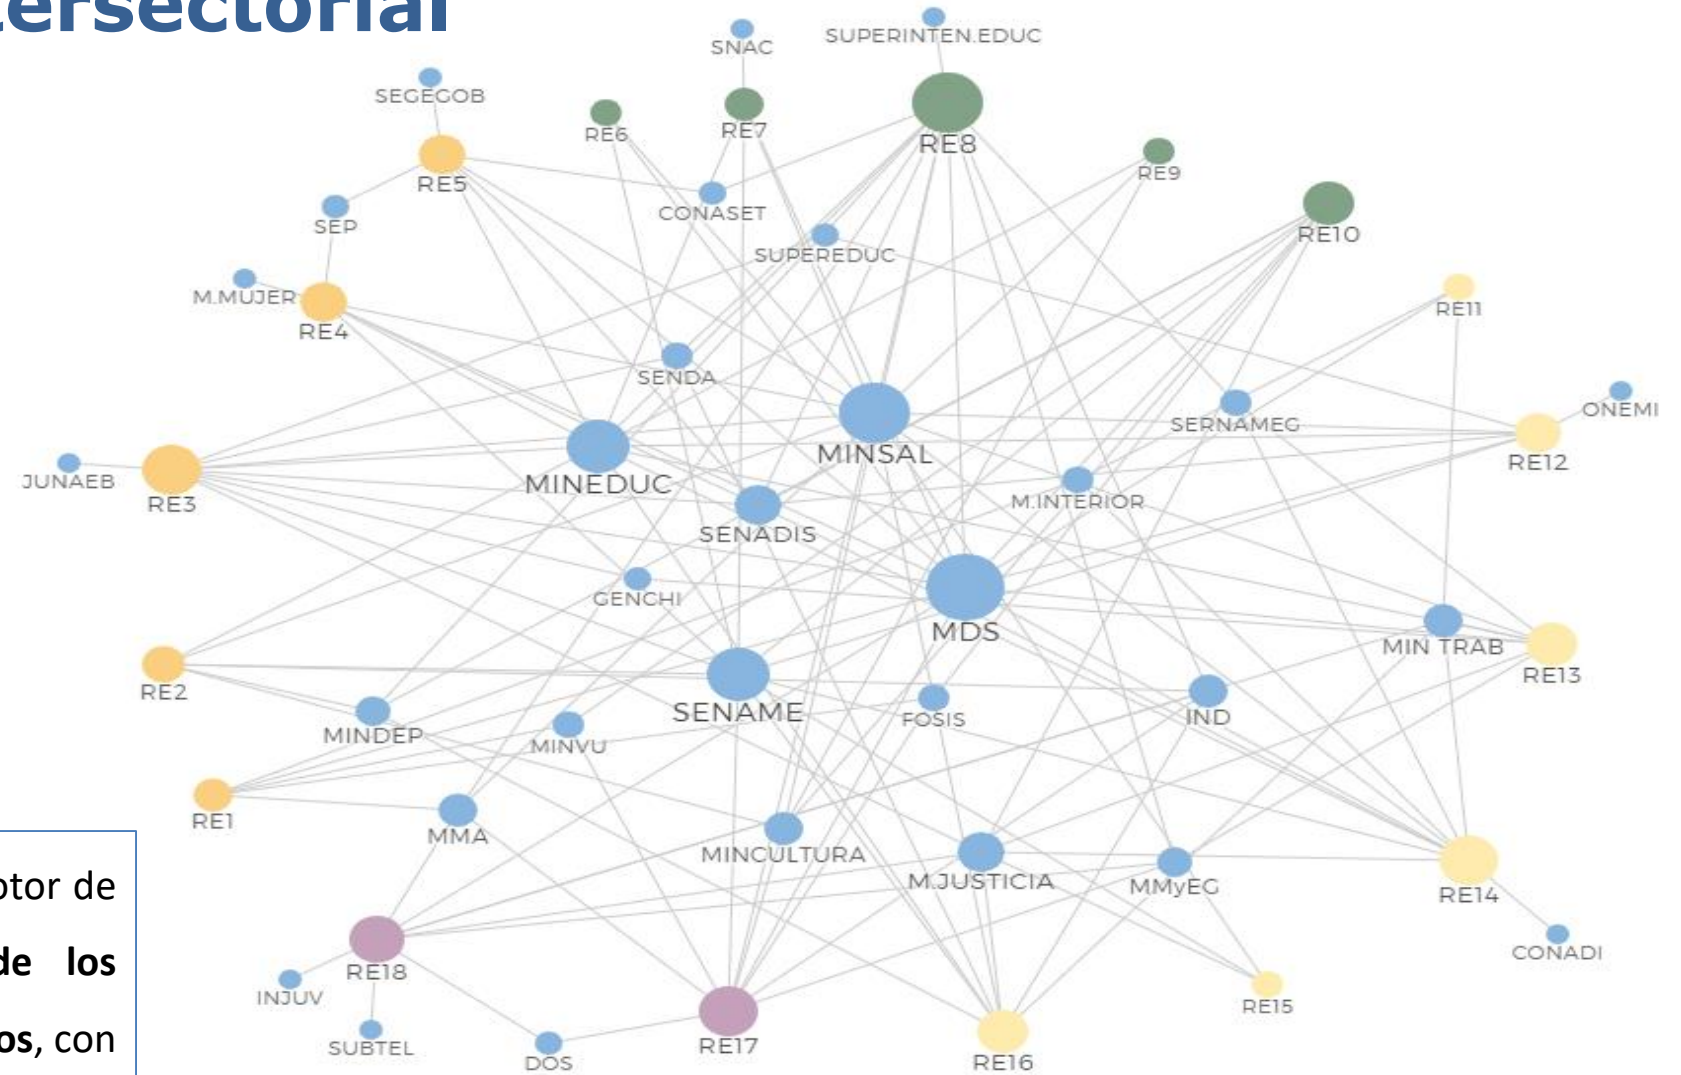 tersectorial
SUPERINTEN.EDUC
SNAC
SEGEGOB
RE6
RE7
RE8
RE9
RE5
CONASET
SEP
RE10
SUPEREDUC
M.MUJER
RE4
RE11
SENDA
ONEMI
SERNAMEG
MINSAL
RE12
JUNAEB
MINEDUC
RE3
M.INTERIOR
SENADIS
GENCHI
MDS
MIN TRAB
RE13
RE2
SENAME
FOSIS
IND
MINDEP
MINVU
RE1
MMA
MINCULTURA
M.JUSTICIA
MMyEG
RE14
otor de
CONADI
de los
RE18
INJUV
RE15
os, con
SUBTEL
RE17
DOS
RE16